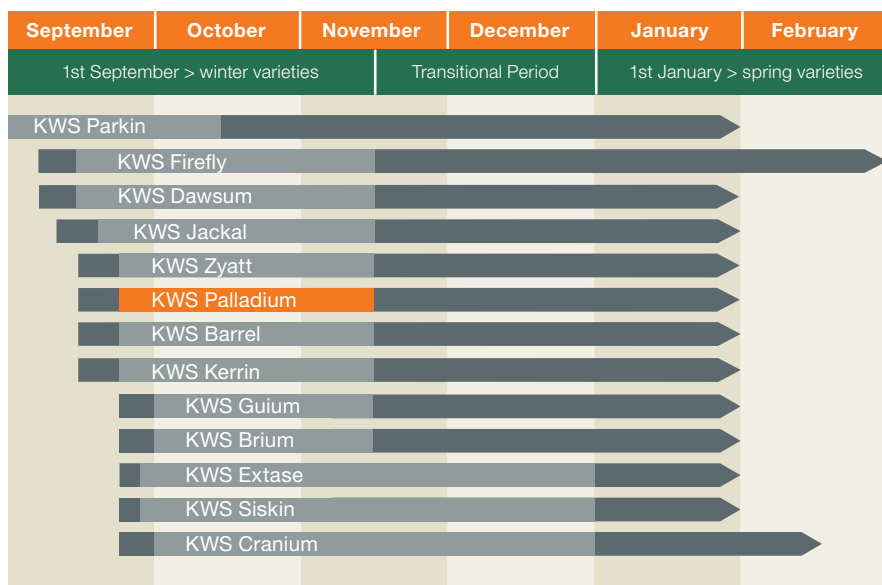 September October November December January February
1st September > winter varieties Transitional Period 1st January > spring varieties
KWS Parkin
KWS Firefly
KWS Dawsum
KWS Jackal
KWS Zyatt
KWS Palladium
KWS Barrel
KWS Kerrin
KWS Guium
KWS Brium
KWS Extase
KWS Siskin
KWS Cranium